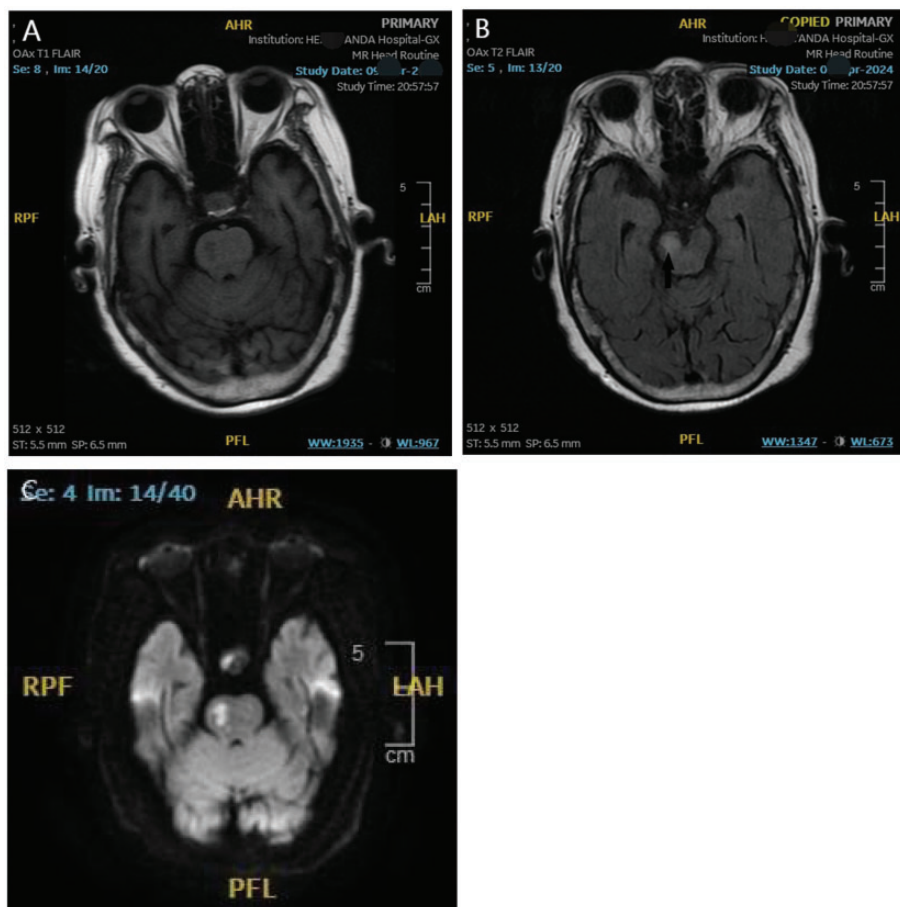 A
AHR
PRIMARY
Institution: HE ANDA Hospital-GX
OAx T1 FLAIR
MR Head Routine
Se: 8 , Im: 14/20
Study Date: 09
Study Time: 20:57:57
5
RPF
LAH
cm
512 x 512
ST: 5.5 mm SP: 6.5 mm
PFL
WW:1935 - WL:967
B
AHR
COPIED PRIMARY
Institution: H ANDA Hospital-GX
OAx T2 FLAIR
MR Head Routine
Se: 5 , Im: 13/20
Study Date: 0 pr-2024
Study Time: 20:57:57
5
RPF
LAH
cm
512 x 512
ST: 5.5 mm SP: 6.5 mm
PFL
WW:1347 - WL:673
C
Se: 4 Im: 14/40
AHR
5
RPF
LAH
cm
PFL